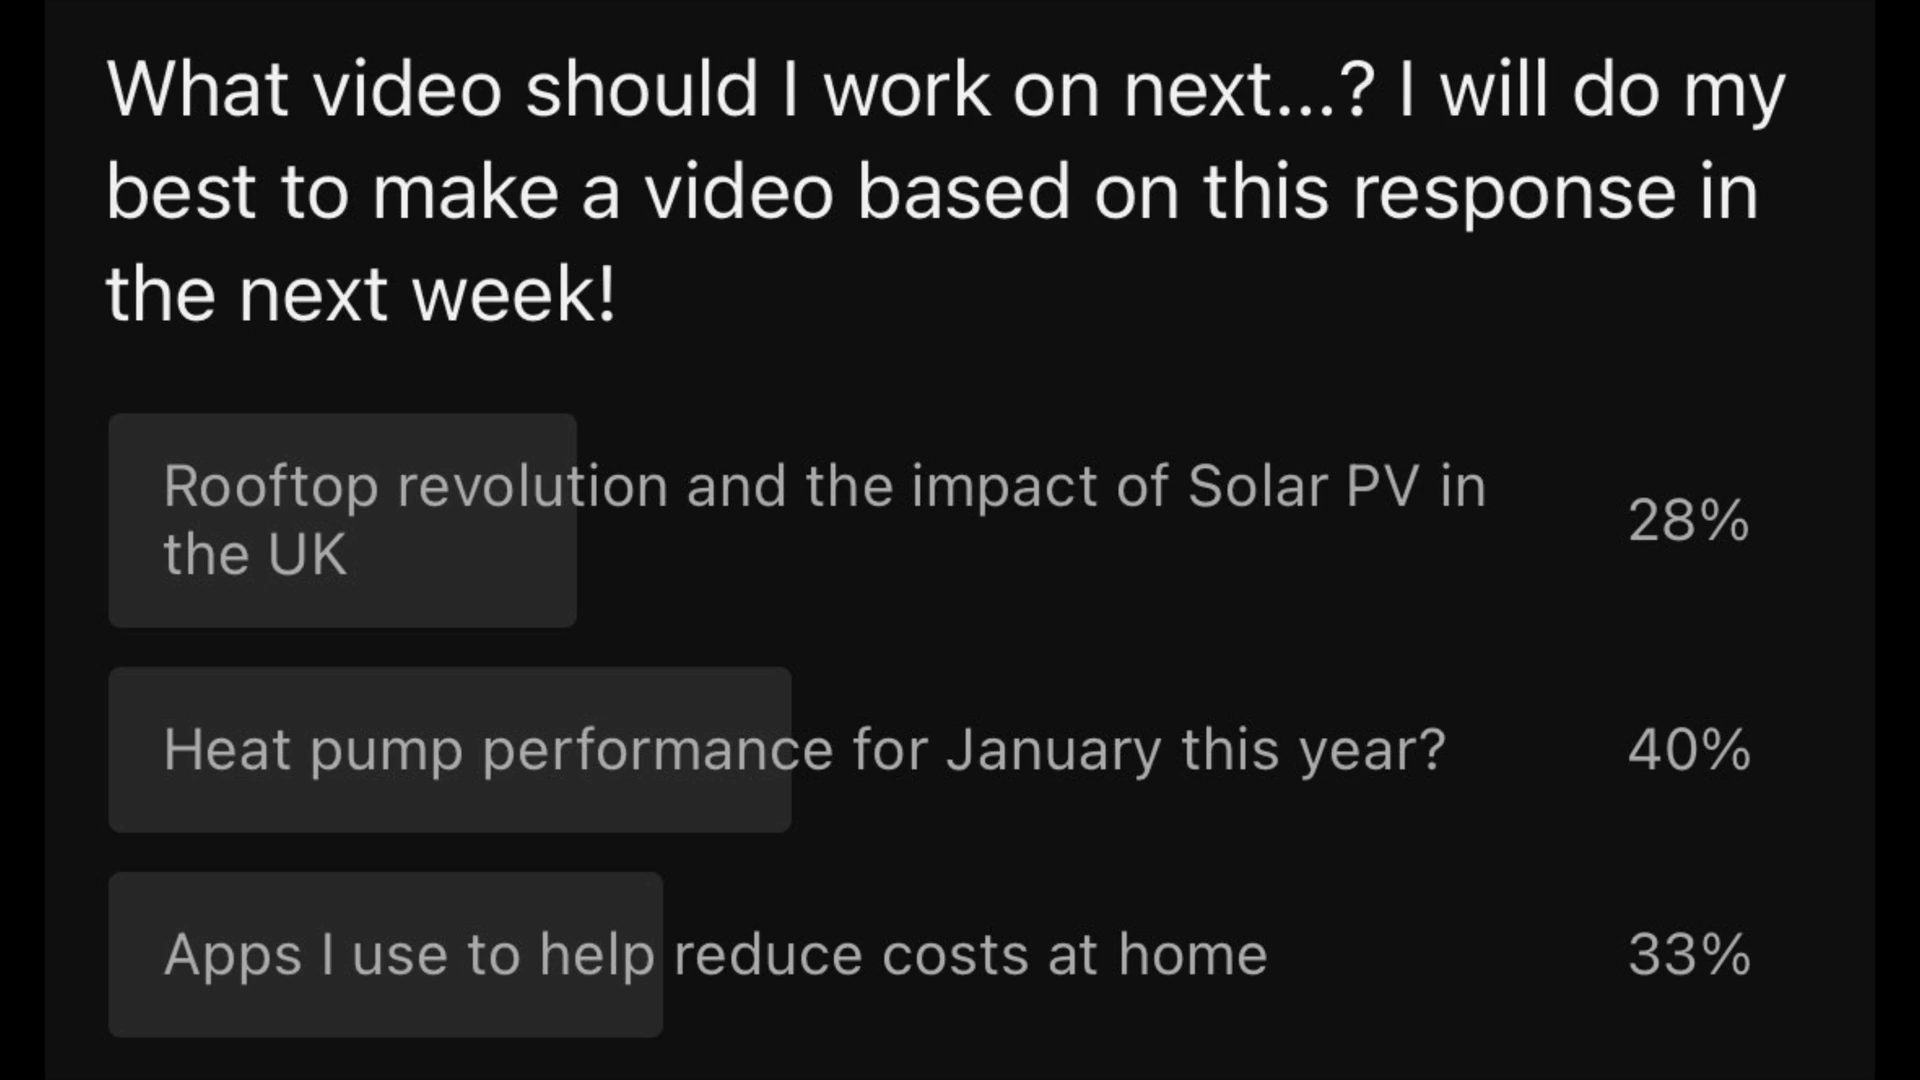 What video should I work on next...? I will do my
best to make a video based on this response in
the next week!
Rooftop revolution and the impact of Solar PV in
the UK
28%
Heat pump performance for January this year?
40%
Apps I use to help reduce costs at home
33%